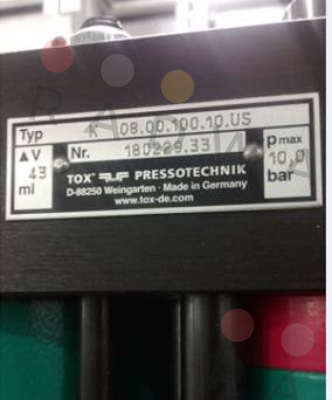 Typ K 08.00.100.10.US
▲V 43 ml
Nr. 180229.33
p max 10,0 bar
TOX® PRESSOTECHNIK
D-88250 Weingarten · Made in Germany
www.tox-de.com